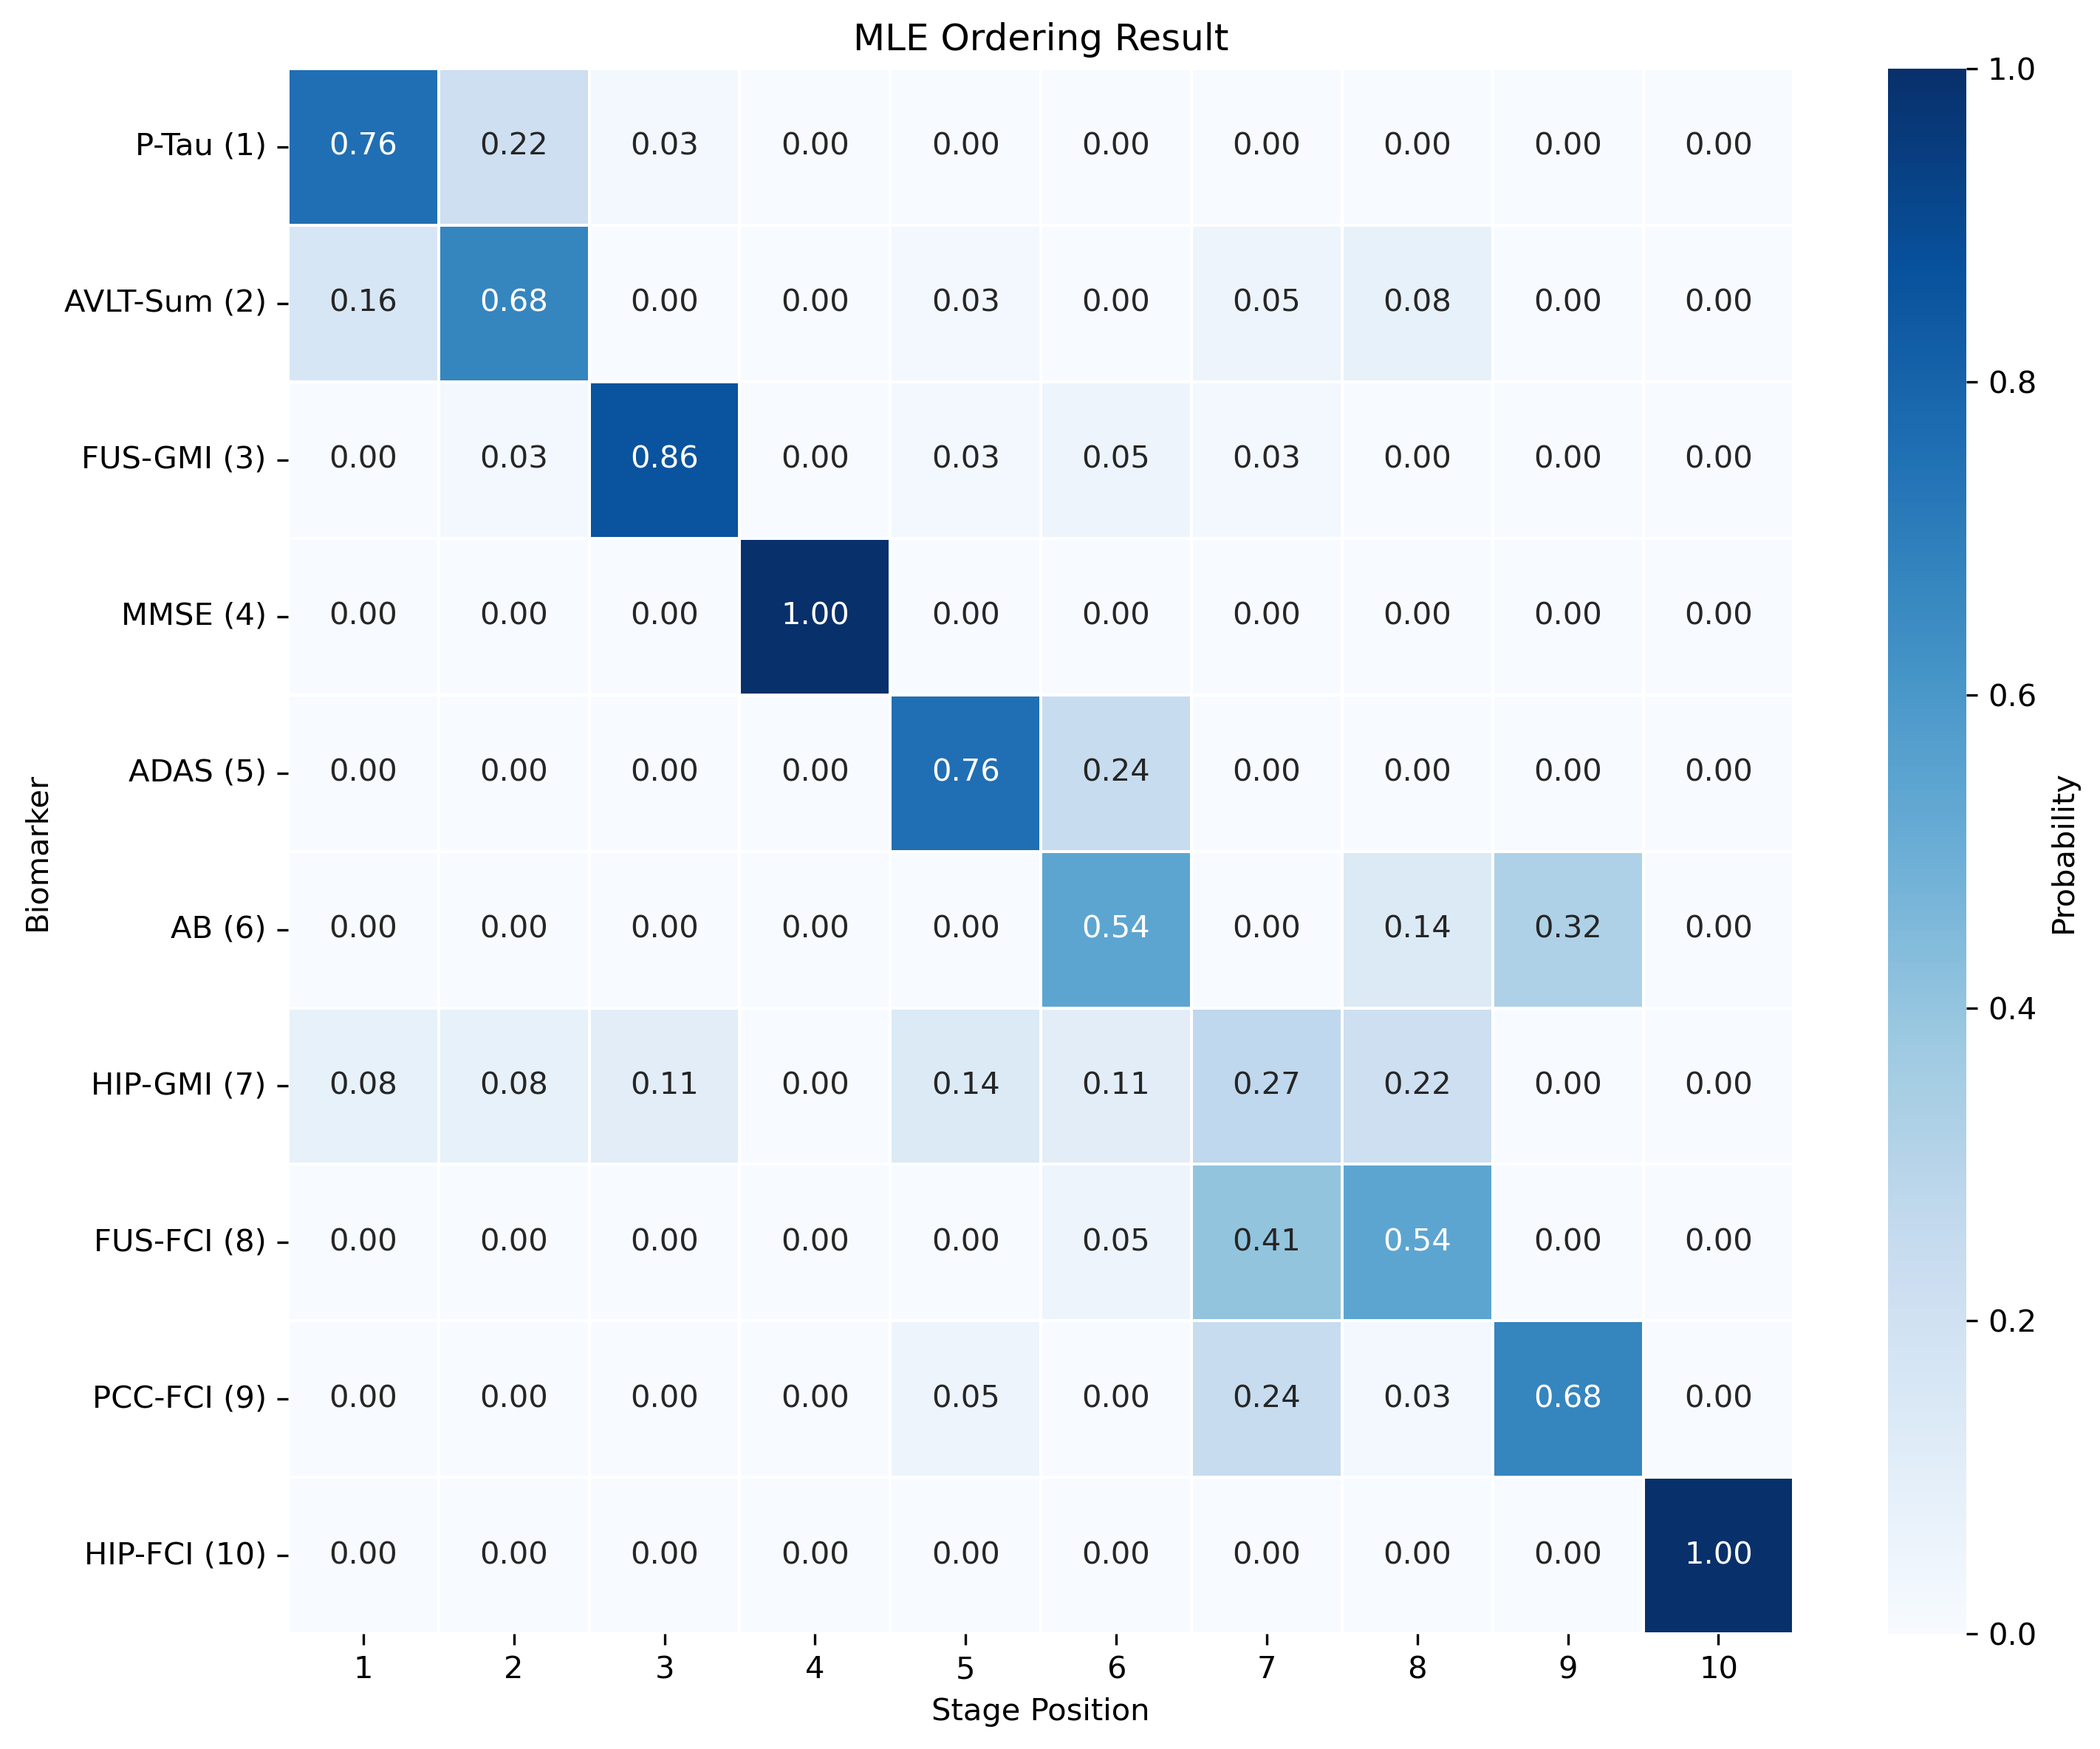 MLE Ordering Result
P-Tau (1) 0.76 0.22 0.03 0.00 0.00 0.00 0.00 0.00 0.00 0.00
AVLT-Sum (2) 0.16 0.68 0.00 0.00 0.03 0.00 0.05 0.08 0.00 0.00
FUS-GMI (3) 0.00 0.03 0.86 0.00 0.03 0.05 0.03 0.00 0.00 0.00
MMSE (4) 0.00 0.00 0.00 1.00 0.00 0.00 0.00 0.00 0.00 0.00
ADAS (5) 0.00 0.00 0.00 0.00 0.76 0.24 0.00 0.00 0.00 0.00
AB (6) 0.00 0.00 0.00 0.00 0.00 0.54 0.00 0.14 0.32 0.00
HIP-GMI (7) 0.08 0.08 0.11 0.00 0.14 0.11 0.27 0.22 0.00 0.00
FUS-FCI (8) 0.00 0.00 0.00 0.00 0.00 0.05 0.41 0.54 0.00 0.00
PCC-FCI (9) 0.00 0.00 0.00 0.00 0.05 0.00 0.24 0.03 0.68 0.00
HIP-FCI (10) 0.00 0.00 0.00 0.00 0.00 0.00 0.00 0.00 0.00 1.00
1 2 3 4 5 6 7 8 9 10
Stage Position
Biomarker
1.0
0.8
0.6
0.4
0.2
0.0
Probability